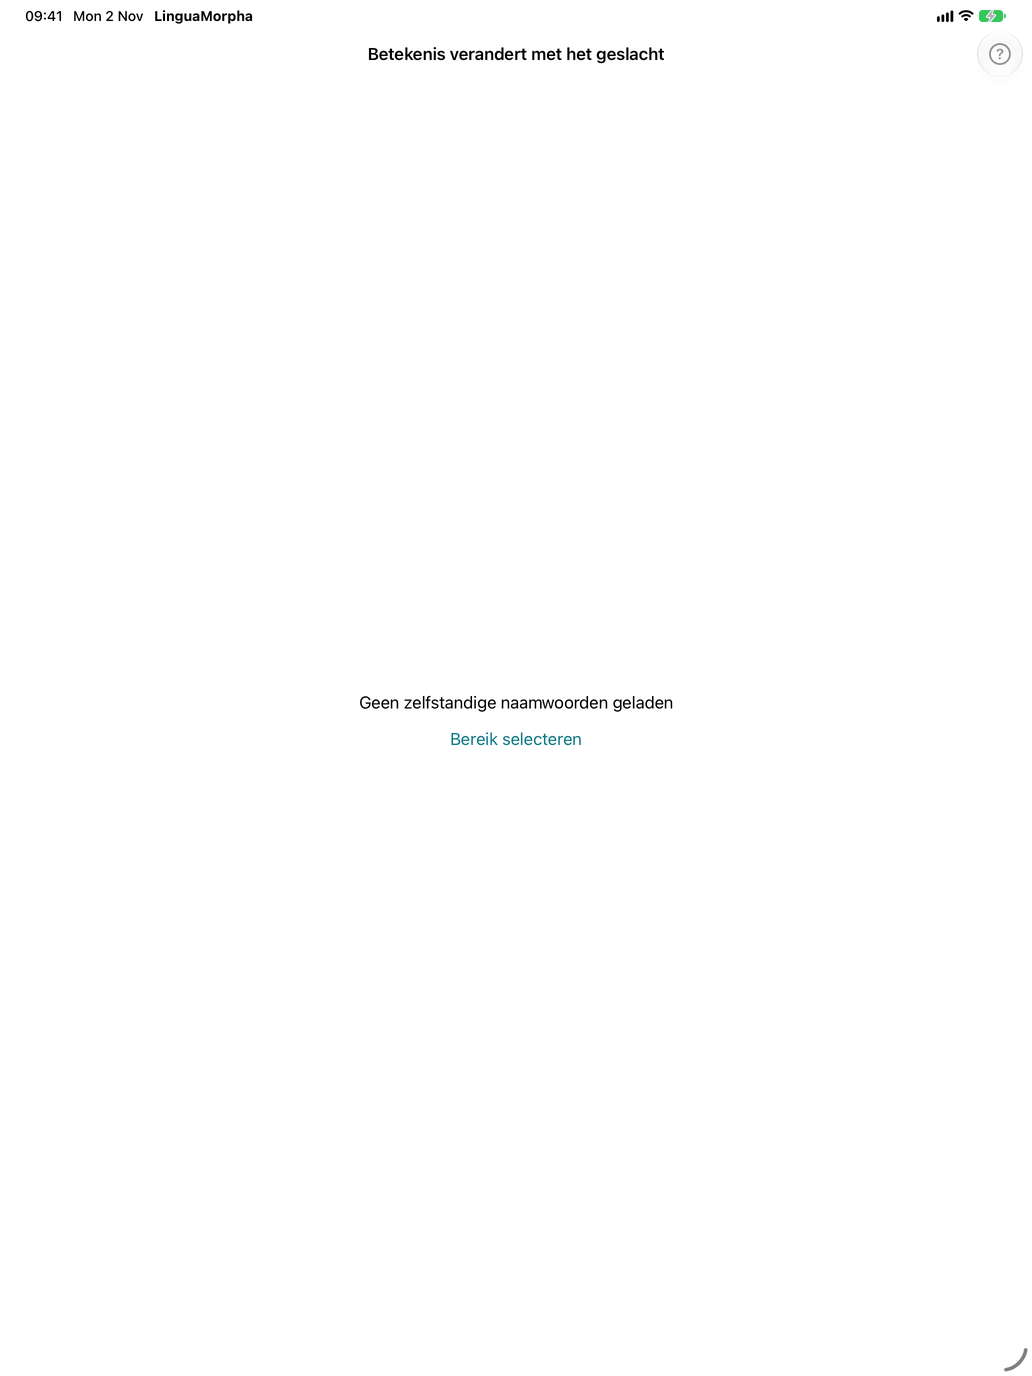 09:41 Mon 2 Nov LinguaMorpha
Betekenis verandert met het geslacht
?
Geen zelfstandige naamwoorden geladen
Bereik selecteren